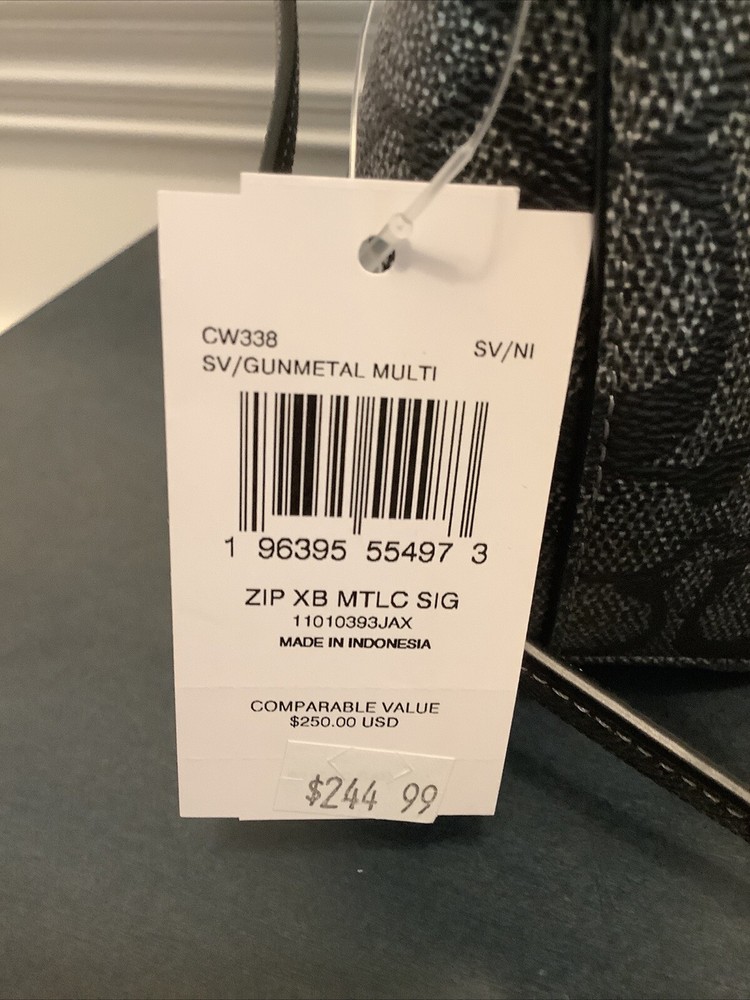 CW338
SV/NI
SV/GUNMETAL MULTI
1 96395 55497 3
ZIP XB MTLC SIG
11010393JAX
MADE IN INDONESIA
COMPARABLE VALUE
$250.00 USD
$244 99